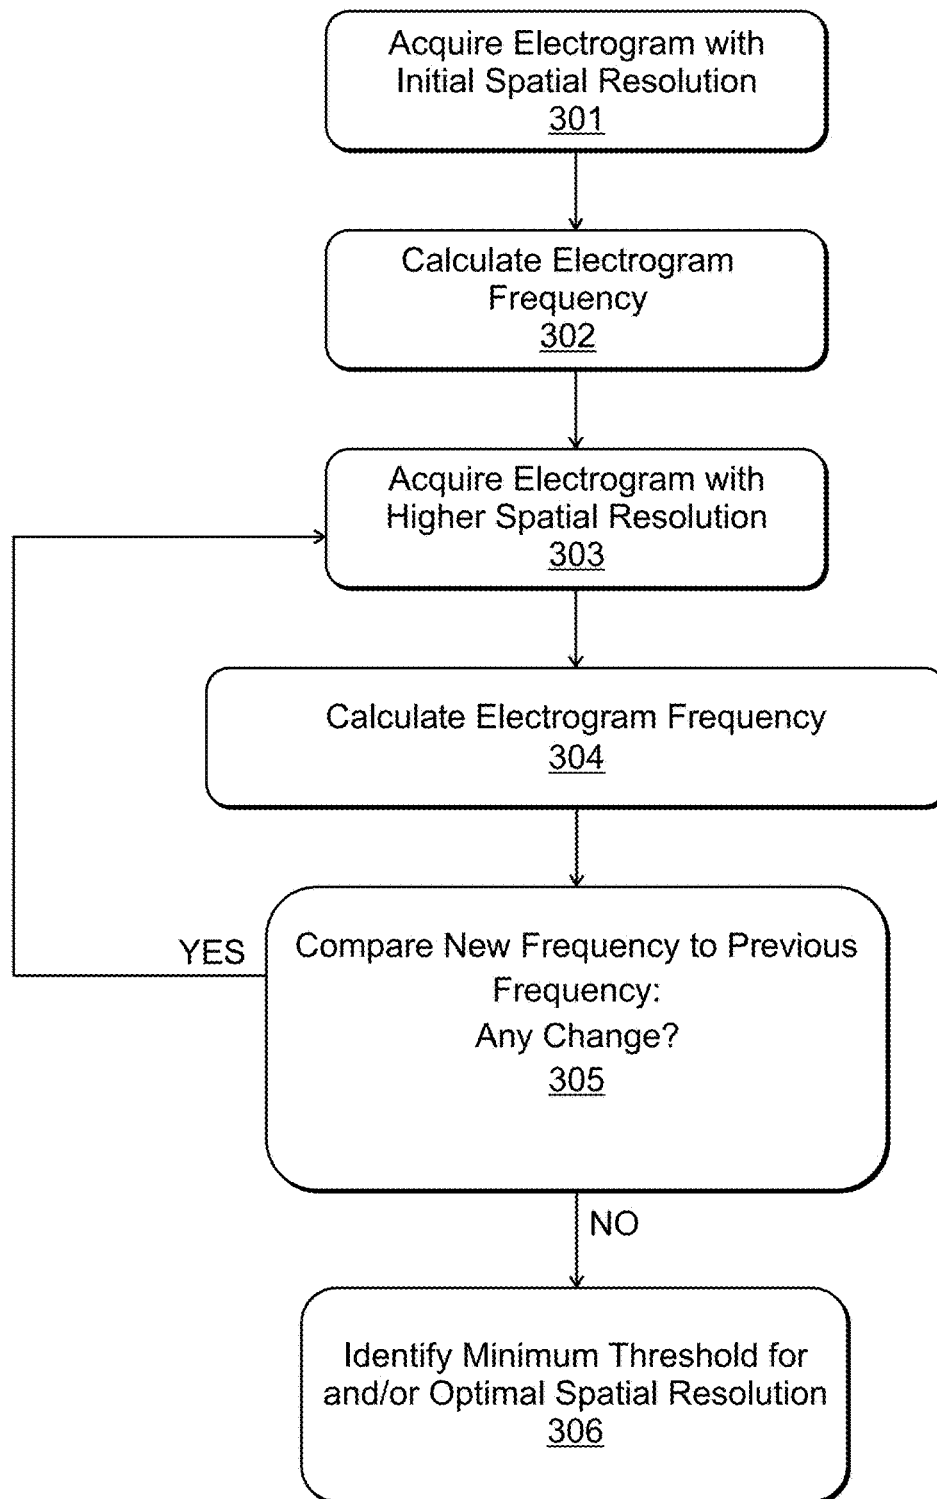 Acquire Electrogram with
Initial Spatial Resolution
301
Calculate Electrogram
Frequency
302
Acquire Electrogram with
Higher Spatial Resolution
303
Calculate Electrogram Frequency
304
YES
Compare New Frequency to Previous
Frequency:
Any Change?
305
NO
Identify Minimum Threshold for
and/or Optimal Spatial Resolution
306